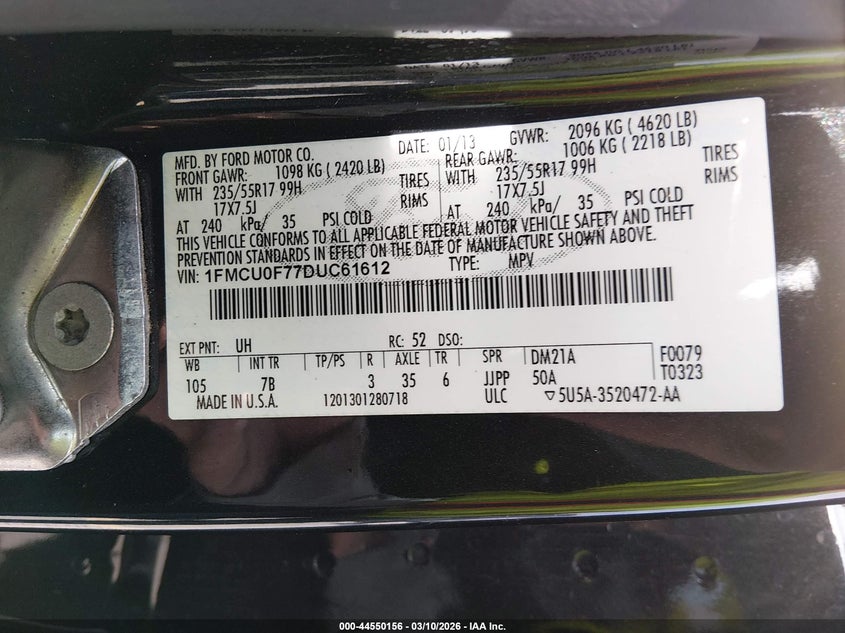 MFD. BY FORD MOTOR CO. DATE: 01/13 GVWR: 2096 KG ( 4620 LB)
FRONT GAWR: 1098 KG ( 2420 LB) REAR GAWR: 1006 KG ( 2218 LB)
WITH 235/55R17 99H TIRES WITH 235/55R17 99H TIRES
17X7.5J RIMS 17X7.5J RIMS
AT 240 kPa/ 35 PSI COLD AT 240 kPa/ 35 PSI COLD
THIS VEHICLE CONFORMS TO ALL APPLICABLE FEDERAL MOTOR VEHICLE SAFETY AND THEFT
PREVENTION STANDARDS IN EFFECT ON THE DATE OF MANUFACTURE SHOWN ABOVE.
VIN: 1FMCU0F77DUC61612 TYPE: MPV
EXT PNT: UH RC: 52 DSO:
WB INT TR TP/PS R AXLE TR SPR DM21A F0079
105 7B 3 35 6 JJPP 50A T0323
MADE IN U.S.A. 1201301280718 ULC ▽5U5A-3520472-AA
000-44550156 — 03/10/2026 — IAA Inc.